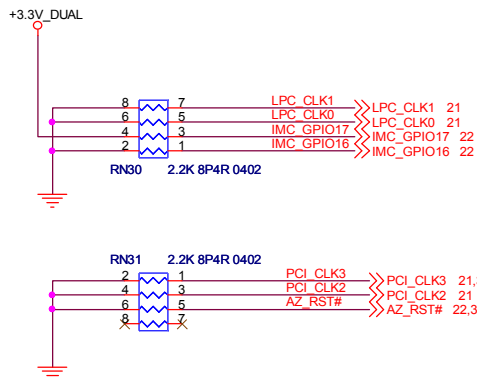 +3.3V_DUAL
8 7 LPC_CLK1 LPC_CLK1 21
6 5 LPC_CLK0 LPC_CLK0 21
4 3 IMC_GPIO17 IMC_GPIO17 22
2 1 IMC_GPIO16 IMC_GPIO16 22
RN30 2.2K 8P4R 0402
RN31 2.2K 8P4R 0402
2 1 PCI_CLK3 PCI_CLK3 21,
4 3 PCI_CLK2 PCI_CLK2 21
6 5 AZ_RST# AZ_RST# 22,3
8 7